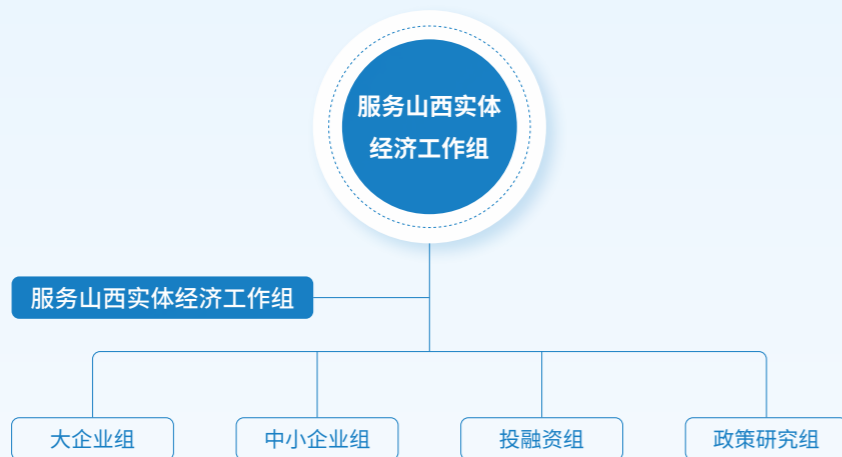 服务山西实体
经济工作组
服务山西实体经济工作组
大企业组
中小企业组
投融资组
政策研究组